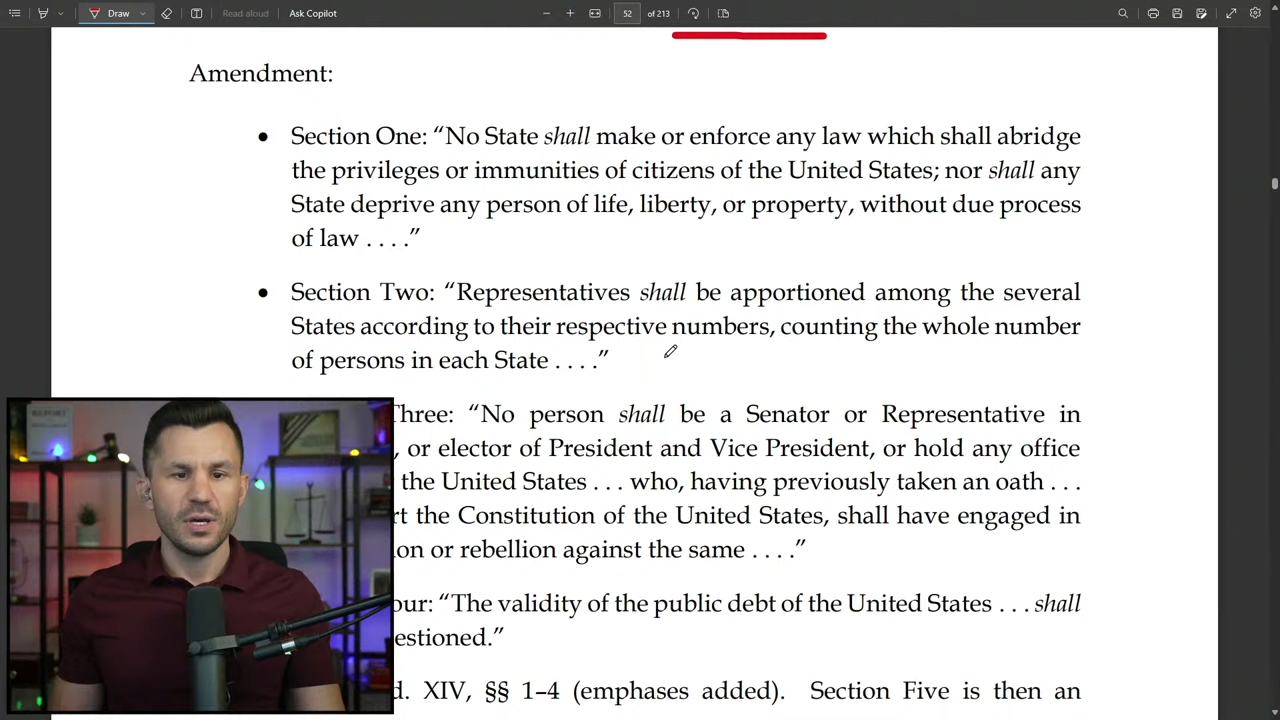 Draw
Read aloud
Ask Copilot
52
of 213
Amendment:
• Section One: “No State shall make or enforce any law which shall abridge
the privileges or immunities of citizens of the United States; nor shall any
State deprive any person of life, liberty, or property, without due process
of law . . . .”
• Section Two: “Representatives shall be apportioned among the several
States according to their respective numbers, counting the whole number
of persons in each State . . . .”
Three: “No person shall be a Senator or Representative in
, or elector of President and Vice President, or hold any office
the United States . . . who, having previously taken an oath . . .
rt the Constitution of the United States, shall have engaged in
on or rebellion against the same . . . .”
our: “The validity of the public debt of the United States . . . shall
estioned.”
d. XIV, §§ 1–4 (emphases added). Section Five is then an